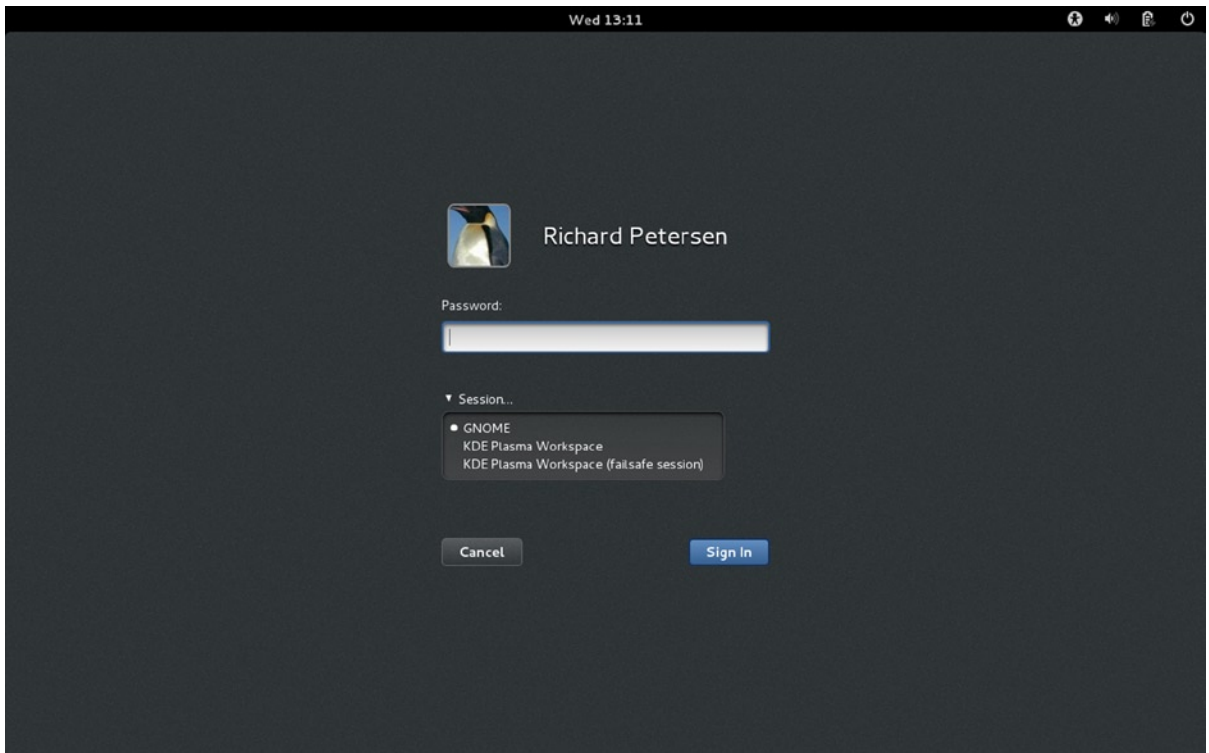 Wed 13:11
Richard Petersen
Password:
Session...
GNOME
KDE Plasma Workspace
KDE Plasma Workspace (failsafe session)
Cancel
Sign In